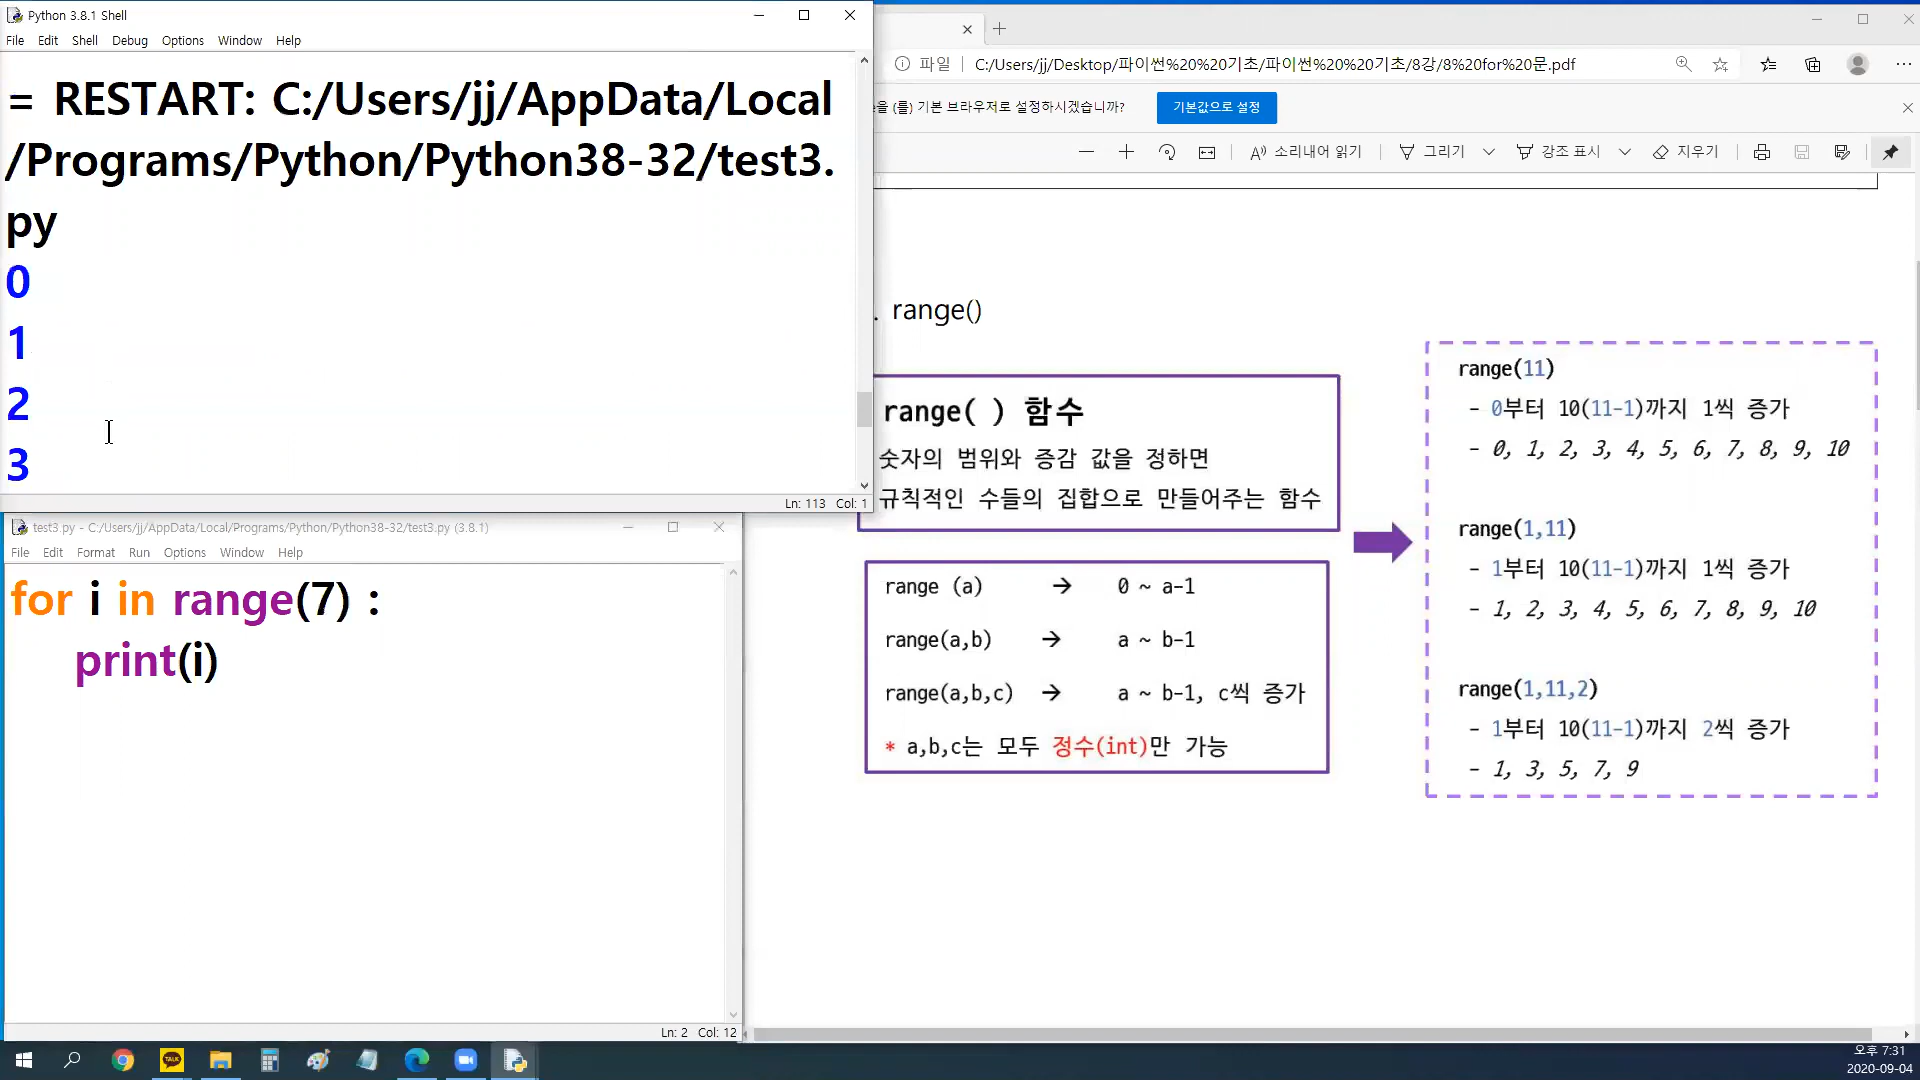 Python 3.8.1 Shell
File Edit Shell Debug Options Window Help
= RESTART: C:/Users/jj/AppData/Local
/Programs/Python/Python38-32/test3.
py
0
1
2
3
Ln: 113 Col: 1
test3.py - C:/Users/jj/AppData/Local/Programs/Python/Python38-32/test3.py (3.8.1)
File Edit Format Run Options Window Help
for i in range(7) :
print(i)
Ln: 2 Col: 12
파일 C:/Users/jj/Desktop/파이썬%20%20기초/파이썬%20%20기초/8강/8%20for%20문.pdf
을 (를) 기본 브라우저로 설정하시겠습니까? 기본값으로 설정
소리내어 읽기 그리기 강조 표시 지우기
. range()
range( ) 함수
숫자의 범위와 증감 값을 정하면
규칙적인 수들의 집합으로 만들어주는 함수
range (a) → 0 ~ a-1
range(a,b) → a ~ b-1
range(a,b,c) → a ~ b-1, c씩 증가
* a,b,c는 모두 정수(int)만 가능
range(11)
- 0부터 10(11-1)까지 1씩 증가
- 0, 1, 2, 3, 4, 5, 6, 7, 8, 9, 10
range(1,11)
- 1부터 10(11-1)까지 1씩 증가
- 1, 2, 3, 4, 5, 6, 7, 8, 9, 10
range(1,11,2)
- 1부터 10(11-1)까지 2씩 증가
- 1, 3, 5, 7, 9
TALK
오후 7:31
2020-09-04